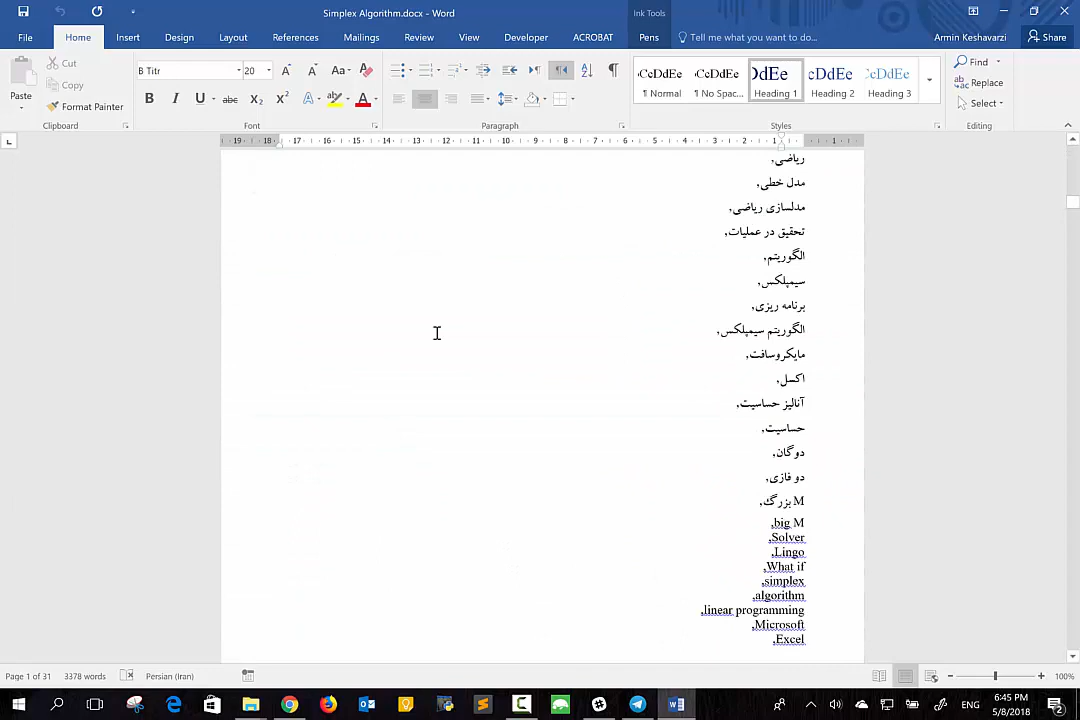 Simplex Algorithm.docx - Word
Ink Tools
File
Home
Insert
Design
Layout
References
Mailings
Review
View
Developer
ACROBAT
Pens
Tell me what you want to do...
Armin Keshavarzi
Share
Paste
Cut
Copy
Format Painter
Clipboard
B Titr
20
Font
Paragraph
¶ Normal
¶ No Spac...
Heading 1
Heading 2
Heading 3
Styles
Find
Replace
Select
Editing
ریاضی,
مدل خطی,
مدلسازی ریاضی,
تحقیق در عملیات,
الگوریتم,
سیمپلکس,
برنامه ریزی,
الگوریتم سیمپلکس,
مایکروسافت,
اکسل,
آنالیز حساسیت,
حساسیت,
دوگان,
دو فازی,
M بزرگ,
,big M
,Solver
,Lingo
,What if
,simplex
,algorithm
,linear programming
,Microsoft
,Excel
Page 1 of 31
3378 words
Persian (Iran)
100%
ENG
6:45 PM
5/8/2018